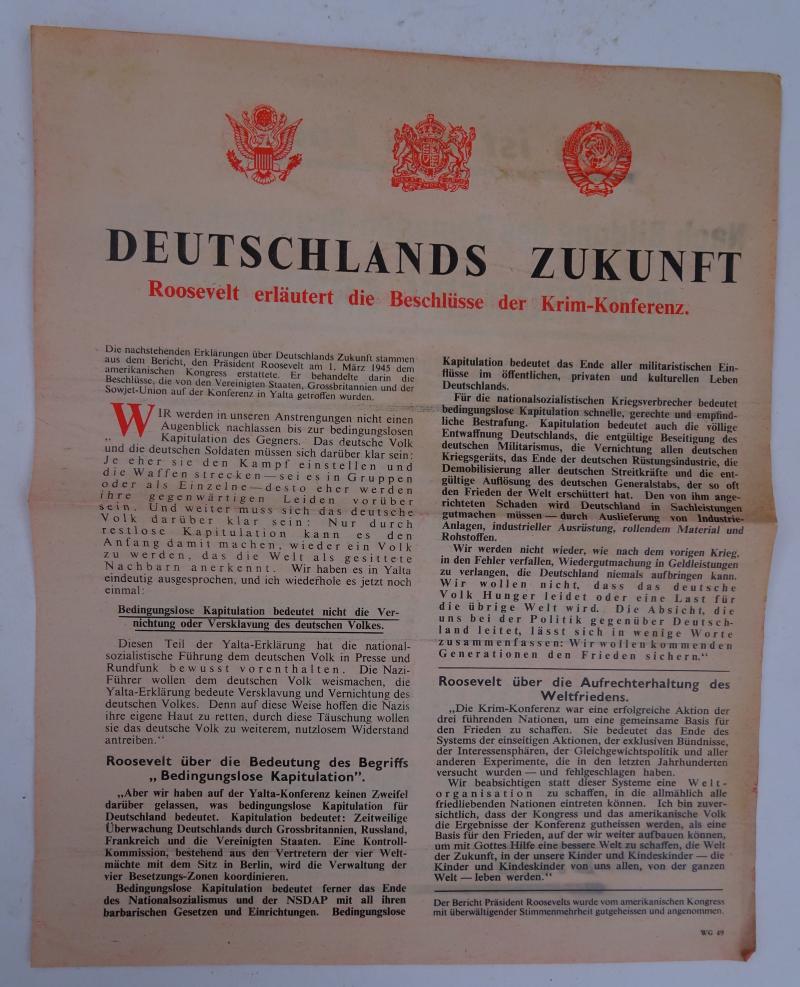 DEUTSCHLANDS ZUKUNFT
Roosevelt erläutert die Beschlüsse der Krim-Konferenz.
Die nachstehenden Erklärungen über Deutschlands Zukunft stammen
aus dem Bericht, den Präsident Roosevelt am 1. März 1945 dem
amerikanischen Kongress erstattete. Er behandelte darin die
Beschlüsse, die von den Vereinigten Staaten, Grossbritannien und der
Sowjet-Union auf der Konferenz in Yalta getroffen wurden.
„WIR werden in unseren Anstrengungen nicht einen
Augenblick nachlassen bis zur bedingungslosen
Kapitulation des Gegners. Das deutsche Volk
und die deutschen Soldaten müssen sich darüber klar sein:
Je eher sie den Kampf einstellen und
die Waffen strecken—sei es in Gruppen
oder als Einzelne—desto eher werden
ihre gegenwärtigen Leiden vorüber
sein. Und weiter muss sich das deutsche
Volk darüber klar sein: Nur durch
restlose Kapitulation kann es den
Anfang damit machen, wieder ein Volk
zu werden, das die Welt als gesittete
Nachbarn anerkennt. Wir haben es in Yalta
eindeutig ausgesprochen, und ich wiederhole es jetzt noch
einmal:
Bedingungslose Kapitulation bedeutet nicht die Ver-
nichtung oder Versklavung des deutschen Volkes.
Diesen Teil der Yalta-Erklärung hat die national-
sozialistische Führung dem deutschen Volk in Presse und
Rundfunk bewusst vorenthalten. Die Nazi-
Führer wollen dem deutschen Volk weismachen, die
Yalta-Erklärung bedeute Versklavung und Vernichtung des
deutschen Volkes. Denn auf diese Weise hoffen die Nazis
ihre eigene Haut zu retten, durch diese Täuschung wollen
sie das deutsche Volk zu weiterem, nutzlosem Widerstand
antreiben.“
Roosevelt über die Bedeutung des Begriffs
„Bedingungslose Kapitulation”.
„Aber wir haben auf der Yalta-Konferenz keinen Zweifel
darüber gelassen, was bedingungslose Kapitulation für
Deutschland bedeutet. Kapitulation bedeutet: Zeitweilige
Überwachung Deutschlands durch Grossbritannien, Russland,
Frankreich und die Vereinigten Staaten. Eine Kontroll-
Kommission, bestehend aus den Vertretern der vier Welt-
mächte mit dem Sitz in Berlin, wird die Verwaltung der
vier Besetzungs-Zonen koordinieren.
Bedingungslose Kapitulation bedeutet ferner das Ende
des Nationalsozialismus und der NSDAP mit all ihren
barbarischen Gesetzen und Einrichtungen. Bedingungslose
Kapitulation bedeutet das Ende aller militaristischen Ein-
flüsse im öffentlichen, privaten und kulturellen Leben
Deutschlands.
Für die nationalsozialistischen Kriegsverbrecher bedeutet
bedingungslose Kapitulation schnelle, gerechte und empfind-
liche Bestrafung. Kapitulation bedeutet auch die völlige
Entwaffnung Deutschlands, die entgültige Beseitigung des
deutschen Militarismus, die Vernichtung allen deutschen
Kriegsgeräts, das Ende der deutschen Rüstungsindustrie, die
Demobilisierung aller deutschen Streitkräfte und die ent-
gültige Auflösung des deutschen Generalstabs, der so oft
den Frieden der Welt erschüttert hat. Den von ihm ange-
richteten Schaden wird Deutschland in Sachleistungen
gutmachen müssen—durch Auslieferung von Industrie-
Anlagen, industrieller Ausrüstung, rollendem Material und
Rohstoffen.
Wir werden nicht wieder, wie nach dem vorigen Krieg,
in den Fehler verfallen, Wiedergutmachung in Geldleistungen
zu verlangen, die Deutschland niemals aufbringen kann.
Wir wollen nicht, dass das deutsche
Volk Hunger leidet oder eine Last für
die übrige Welt wird. Die Absicht, die
uns bei der Politik gegenüber Deutsch-
land leitet, lässt sich in wenige Worte
zusammenfassen: Wir wollen kommenden
Generationen den Frieden sichern.“
Roosevelt über die Aufrechterhaltung des
Weltfriedens.
„Die Krim-Konferenz war eine erfolgreiche Aktion der
drei führenden Nationen, um eine gemeinsame Basis für
den Frieden zu schaffen. Sie bedeutet das Ende des
Systems der einseitigen Aktionen, der exklusiven Bündnisse,
der Interessensphären, der Gleichgewichtspolitik und aller
anderen Experimente, die in den letzten Jahrhunderten
versucht wurden—und fehlgeschlagen haben.
Wir beabsichtigen statt dieser Systeme eine Welt-
organisation zu schaffen, in die allmählich alle
friedliebenden Nationen eintreten können. Ich bin zuver-
sichtlich, dass der Kongress und das amerikanische Volk
die Ergebnisse der Konferenz gutheissen werden, als eine
Basis für den Frieden, auf der wir weiter aufbauen können,
um mit Gottes Hilfe eine bessere Welt zu schaffen, die Welt
der Zukunft, in der unsere Kinder und Kindeskinder — die
Kinder und Kindeskinder von uns allen, von der ganzen
Welt — leben werden.“
Der Bericht Präsident Roosevelts wurde vom amerikanischen Kongress
mit überwältigender Stimmenmehrheit gutgeheissen und angenommen.
WG 49